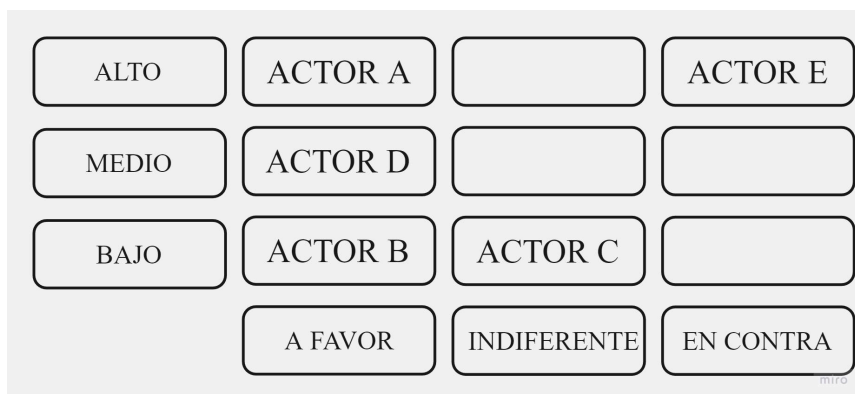 ALTO ACTOR A ACTOR E
MEDIO ACTOR D
BAJO ACTOR B ACTOR C
A FAVOR INDIFERENTE EN CONTRA
miro